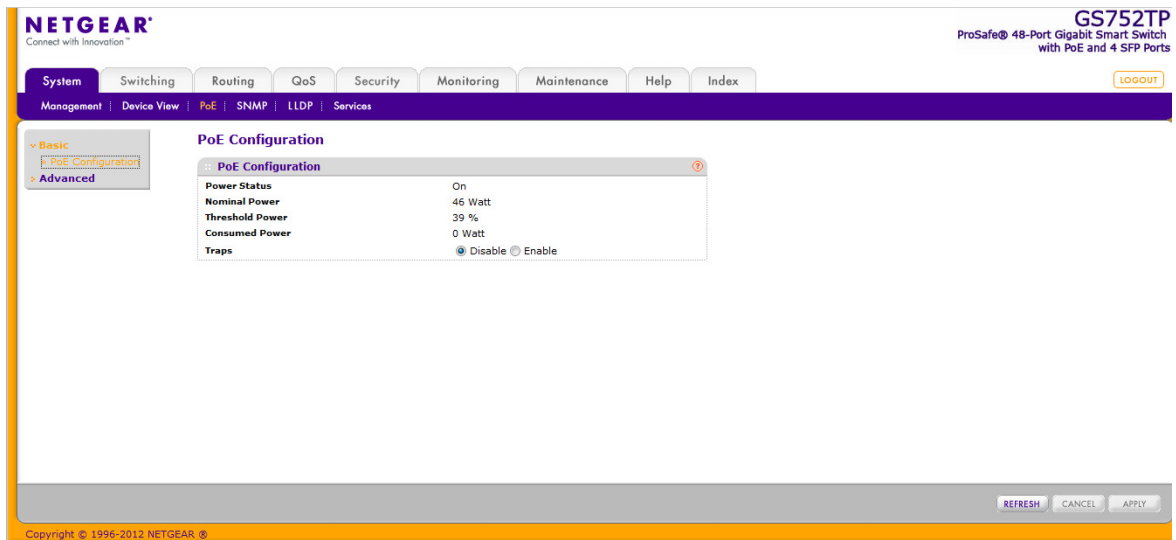 NETGEAR®
Connect with Innovation™
GS752TP
ProSafe® 48-Port Gigabit Smart Switch
with PoE and 4 SFP Ports
System Switching Routing QoS Security Monitoring Maintenance Help Index
LOGOUT
Management Device View PoE SNMP LLDP Services
Basic
PoE Configuration
Advanced
PoE Configuration
PoE Configuration
Power Status On
Nominal Power 46 Watt
Threshold Power 39 %
Consumed Power 0 Watt
Traps Disable Enable
REFRESH CANCEL APPLY
Copyright © 1996-2012 NETGEAR ®